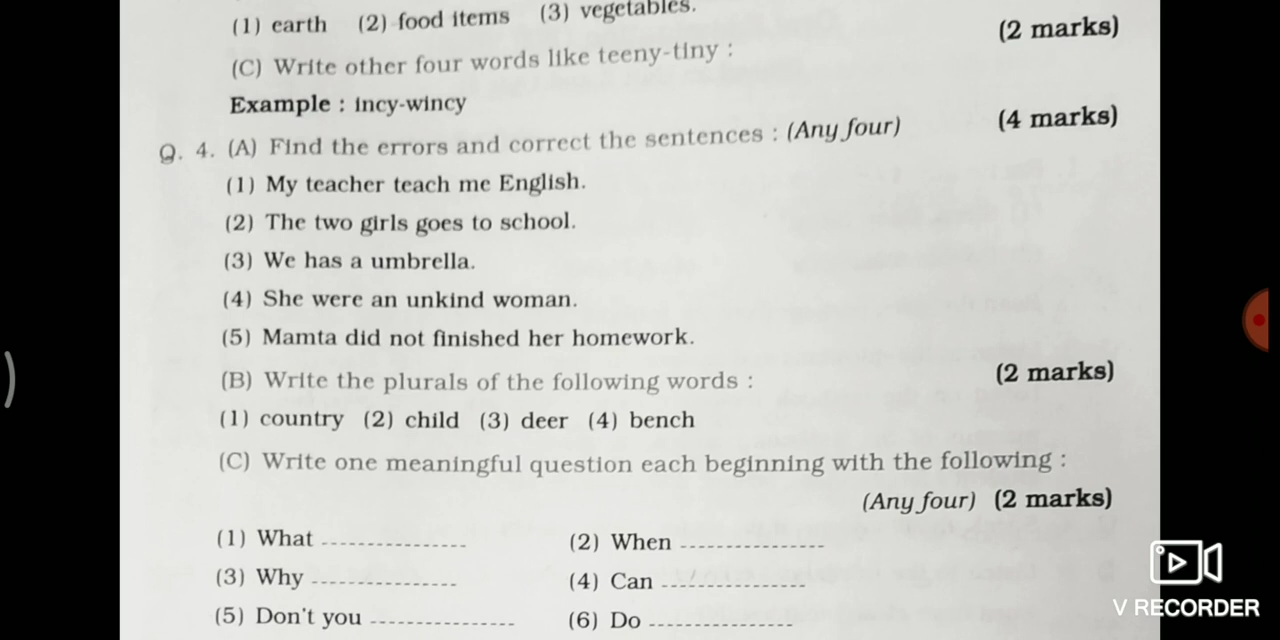 (1) earth (2) food items (3) vegetables.
(2 marks)
(C) Write other four words like teeny-tiny :
Example : incy-wincy
Q. 4. (A) Find the errors and correct the sentences : (Any four) (4 marks)
(1) My teacher teach me English.
(2) The two girls goes to school.
(3) We has a umbrella.
(4) She were an unkind woman.
(5) Mamta did not finished her homework.
(B) Write the plurals of the following words : (2 marks)
(1) country (2) child (3) deer (4) bench
(C) Write one meaningful question each beginning with the following :
(Any four) (2 marks)
(1) What ---------------- (2) When ----------------
(3) Why ---------------- (4) Can ----------------
(5) Don't you ---------------- (6) Do ----------------
V RECORDER